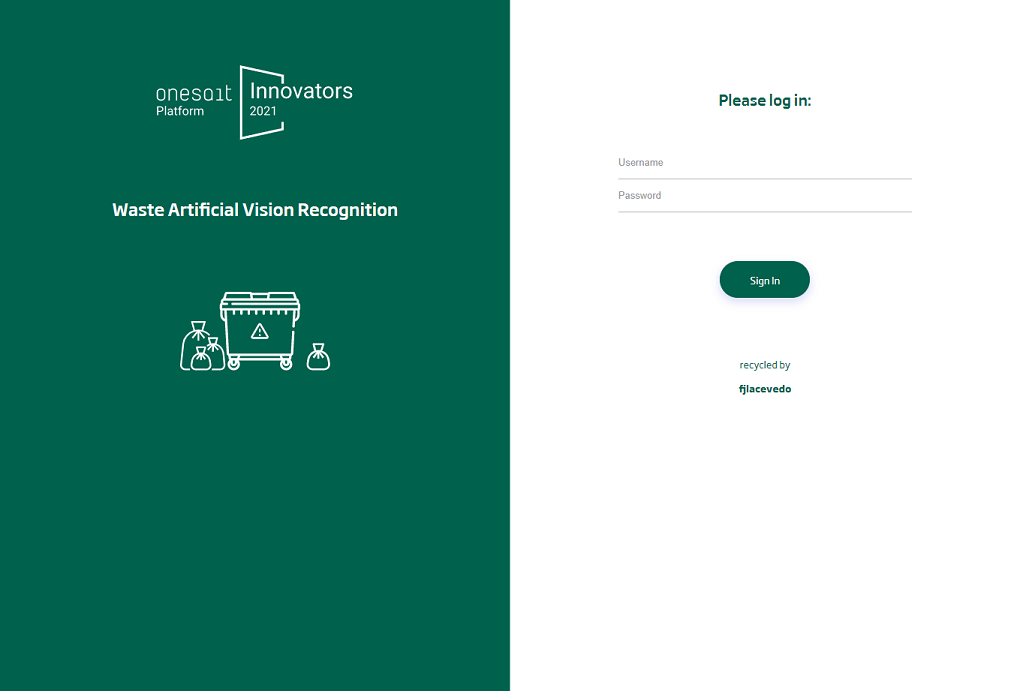 onesait
Platform
Innovators
2021
Waste Artificial Vision Recognition
Please log in:
Username
Password
Sign In
recycled by
fjlacevedo